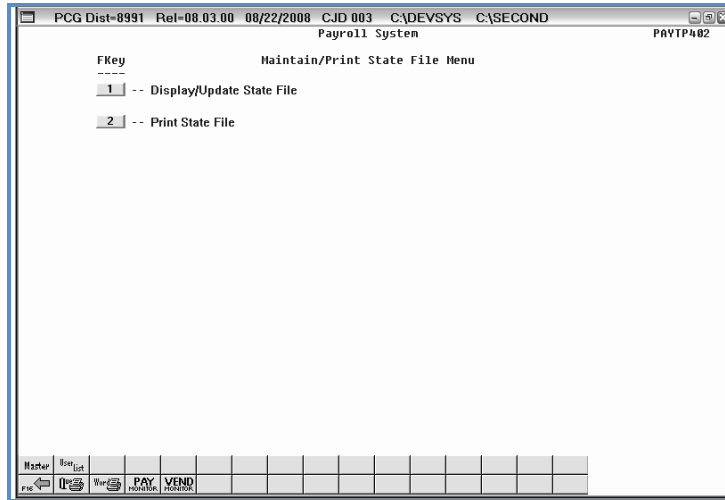 PCG Dist=8991 Rel=08.03.00 08/22/2008 CJD 003 C:\DEVSYS C:\SECOND
Payroll System PAYTP402
FKey Maintain/Print State File Menu
----
1 -- Display/Update State File
2 -- Print State File
Master User List
F16 PAY MONITOR VEND MONITOR